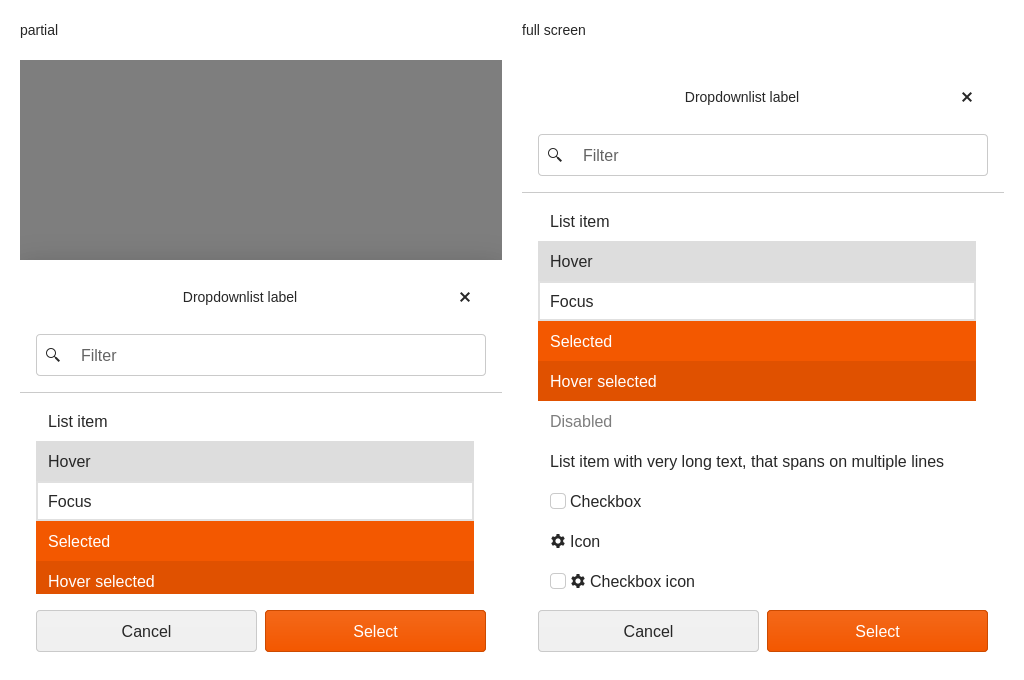 partial
Dropdownlist label
Filter
List item
Hover
Focus
Selected
Hover selected
Cancel
Select
full screen
Dropdownlist label
Filter
List item
Hover
Focus
Selected
Hover selected
Disabled
List item with very long text, that spans on multiple lines
Checkbox
Icon
Checkbox icon
Cancel
Select